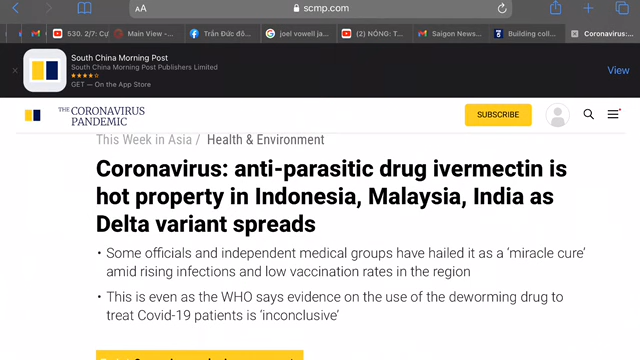 AA
scmp.com
530. 2/7: Cụ
Main View -...
Trần Đức đồ...
joel vowell ja...
(2) NÓNG: T...
Saigon News...
Building coll...
Coronavirus:...
South China Morning Post
South China Morning Post Publishers Limited
GET — On the App Store
View
THE CORONAVIRUS
PANDEMIC
SUBSCRIBE
This Week in Asia / Health & Environment
Coronavirus: anti-parasitic drug ivermectin is
hot property in Indonesia, Malaysia, India as
Delta variant spreads
• Some officials and independent medical groups have hailed it as a ‘miracle cure’
amid rising infections and low vaccination rates in the region
• This is even as the WHO says evidence on the use of the deworming drug to
treat Covid-19 patients is ‘inconclusive’